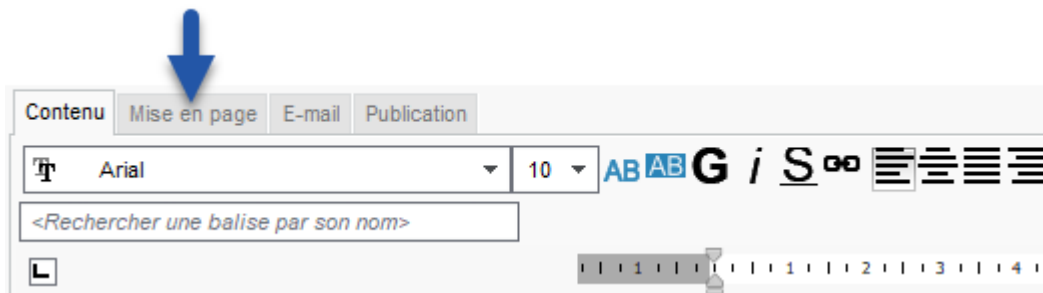 Contenu Mise en page E-mail Publication
Arial 10 AB AB G i S
<Rechercher une balise par son nom>
1 1 2 3 4